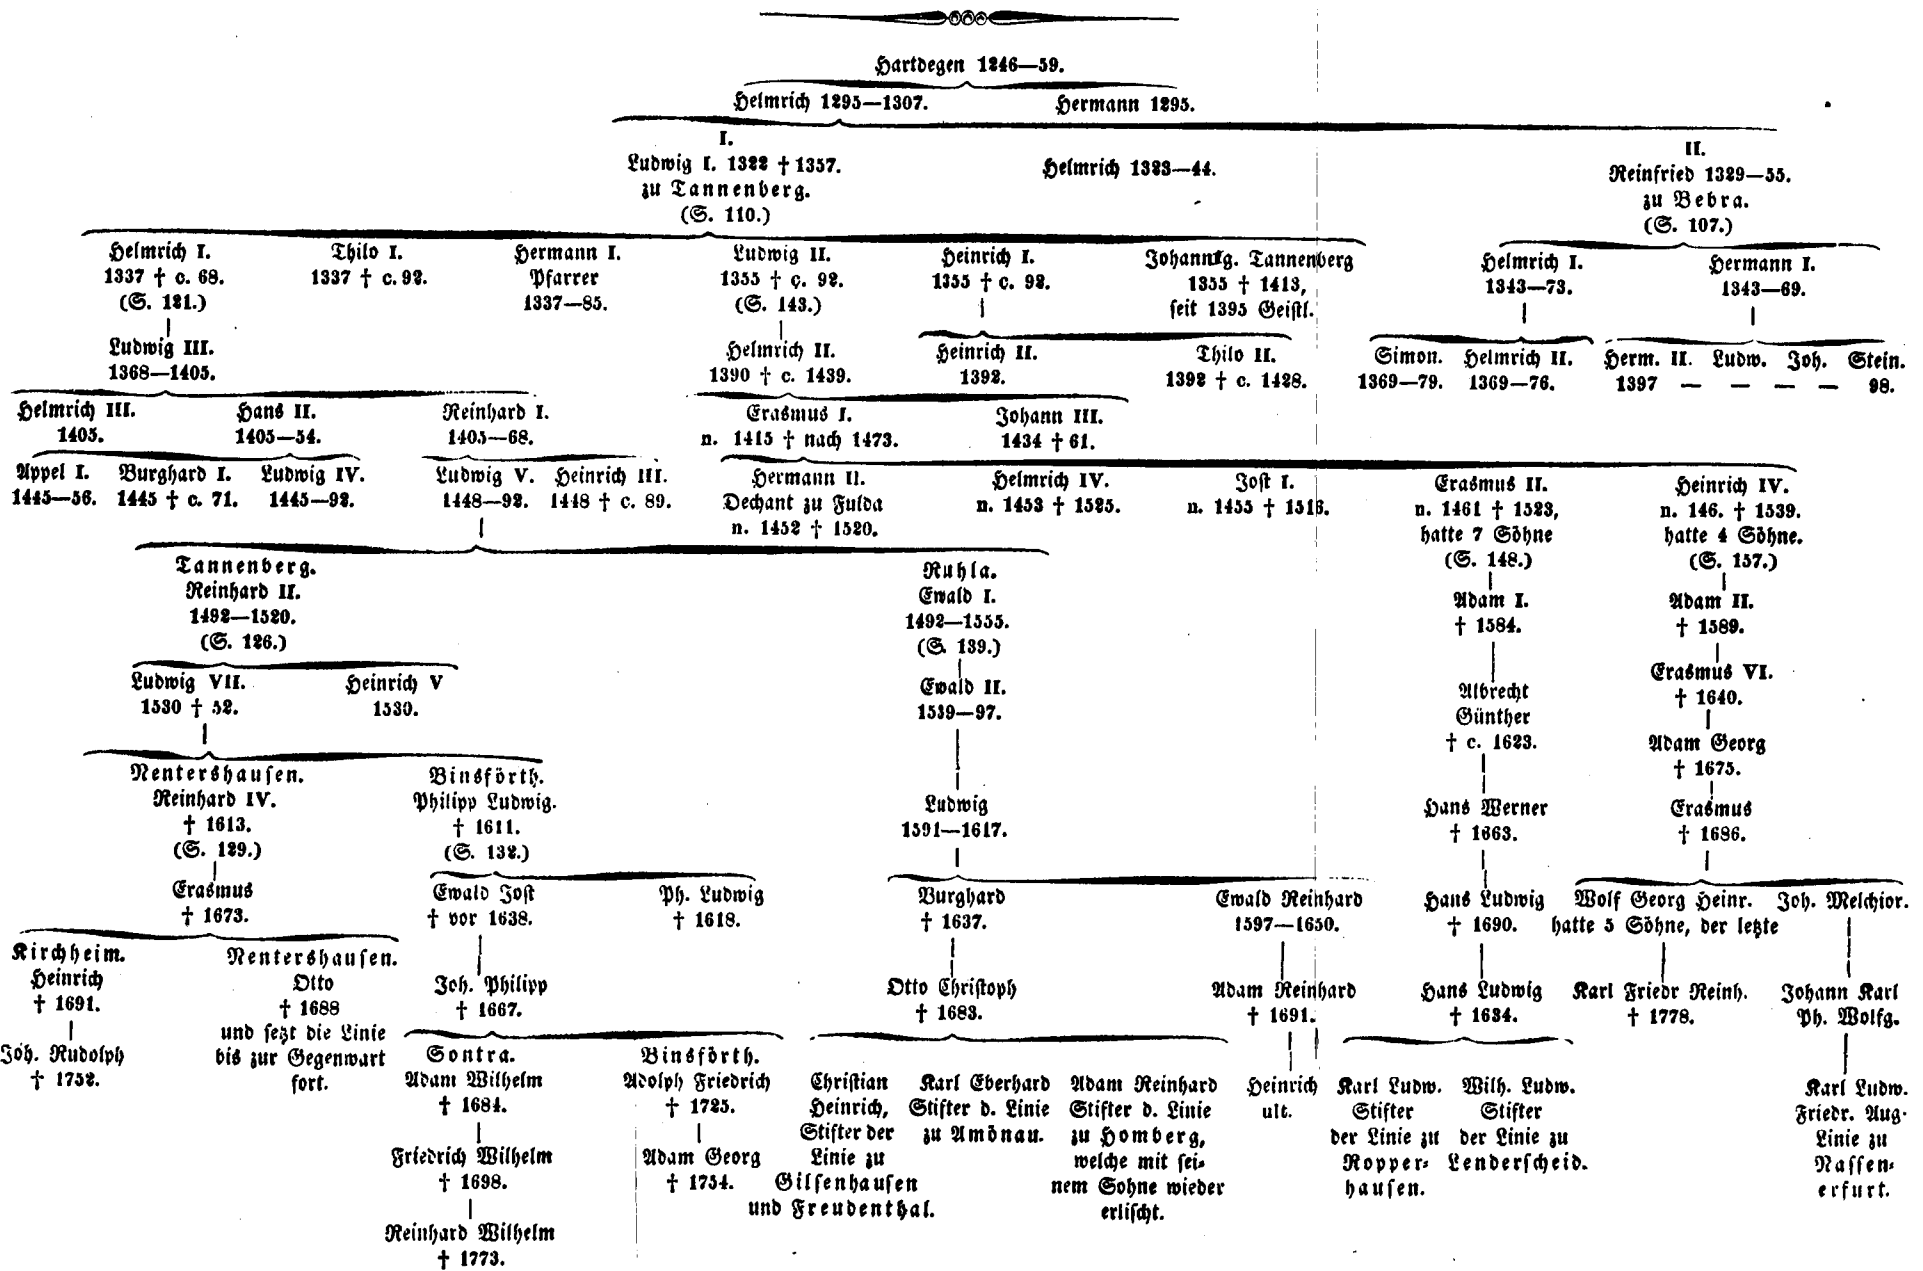 Hartdegen 1246—59.
Helmrich 1295—1307. Hermann 1295.
I.
Ludwig I. 1322 † 1357.
zu Tannenberg.
(S. 110.)
Helmrich 1323—44.
II.
Reinfried 1329—55.
zu Bebra.
(S. 107.)
Helmrich I.
1337 † c. 68.
(S. 121.)
Thilo I.
1337 † c. 92.
Hermann I.
Pfarrer
1337—85.
Ludwig II.
1355 † c. 92.
(S. 143.)
Heinrich I.
1355 † c. 92.
Johann Tannenberg
1355 † 1413,
seit 1395 Geistl.
Helmrich I.
1343—73.
Hermann I.
1343—69.
Ludwig III.
1368—1405.
Helmrich II.
1390 † c. 1439.
Heinrich II.
1392.
Thilo II.
1392 † c. 1428.
Simon.
1369—79.
Helmrich II.
1369—76.
Herm. II. Ludw. Joh. Stein.
1397 — — — — 98.
Helmrich III.
1405.
Hans II.
1405—54.
Reinhard I.
1405—68.
Erasmus I.
n. 1415 † nach 1473.
Johann III.
1434 † 61.
Appel I.
1445—56.
Burghard I.
1445 † c. 71.
Ludwig IV.
1445—92.
Ludwig V.
1448—92.
Heinrich III.
1448 † c. 89.
Hermann II.
Dechant zu Fulda
n. 1452 † 1520.
Helmrich IV.
n. 1453 † 1525.
Jost I.
n. 1455 † 1516.
Erasmus II.
n. 1461 † 1523,
hatte 7 Söhne
(S. 148.)
Heinrich IV.
n. 146. † 1539.
hatte 4 Söhne.
(S. 157.)
Tannenberg.
Reinhard II.
1492—1520.
(S. 126.)
Ruhla.
Ewald I.
1492—1555.
(S. 139.)
Adam I.
† 1584.
Adam II.
† 1589.
Ludwig VII.
1530 † 52.
Heinrich V
1530.
Ewald II.
1539—97.
Albrecht
Günther
† c. 1623.
Erasmus VI.
† 1640.
Adam Georg
† 1675.
Nentershausen.
Reinhard IV.
† 1613.
(S. 129.)
Binsförth.
Philipp Ludwig.
† 1611.
(S. 132.)
Ludwig
1591—1617.
Hans Werner
† 1663.
Erasmus
† 1686.
Erasmus
† 1673.
Ewald Jost
† vor 1638.
Ph. Ludwig
† 1618.
Burghard
† 1637.
Ewald Reinhard
1597—1650.
Hans Ludwig
† 1690.
Wolf Georg Heinr.
hatte 5 Söhne, der letzte
Joh. Melchior.
Kirchheim.
Heinrich
† 1691.
Nentershausen.
Otto
† 1688
und setzt die Linie
bis zur Gegenwart
fort.
Joh. Philipp
† 1667.
Otto Christoph
† 1683.
Adam Reinhard
† 1691.
Hans Ludwig
† 1634.
Karl Friedr Reinh.
† 1778.
Johann Karl
Ph. Wolfg.
Joh. Rudolph
† 1752.
Sontra.
Adam Wilhelm
† 1684.
Binsförth.
Adolph Friedrich
† 1725.
Christian
Heinrich,
Stifter der
Linie zu
Gilsenhausen
und Freudenthal.
Karl Eberhard
Stifter d. Linie
zu Amönau.
Adam Reinhard
Stifter d. Linie
zu Homberg,
welche mit sei-
nem Sohne wieder
erlischt.
Heinrich
ult.
Karl Ludw.
Stifter
der Linie zu
Ropper-
hausen.
Wilh. Ludw.
Stifter
der Linie zu
Lenderscheid.
Karl Ludw.
Friedr. Aug.
Linie zu
Nassen-
erfurt.
Friedrich Wilhelm
† 1698.
Adam Georg
† 1754.
Reinhard Wilhelm
† 1773.